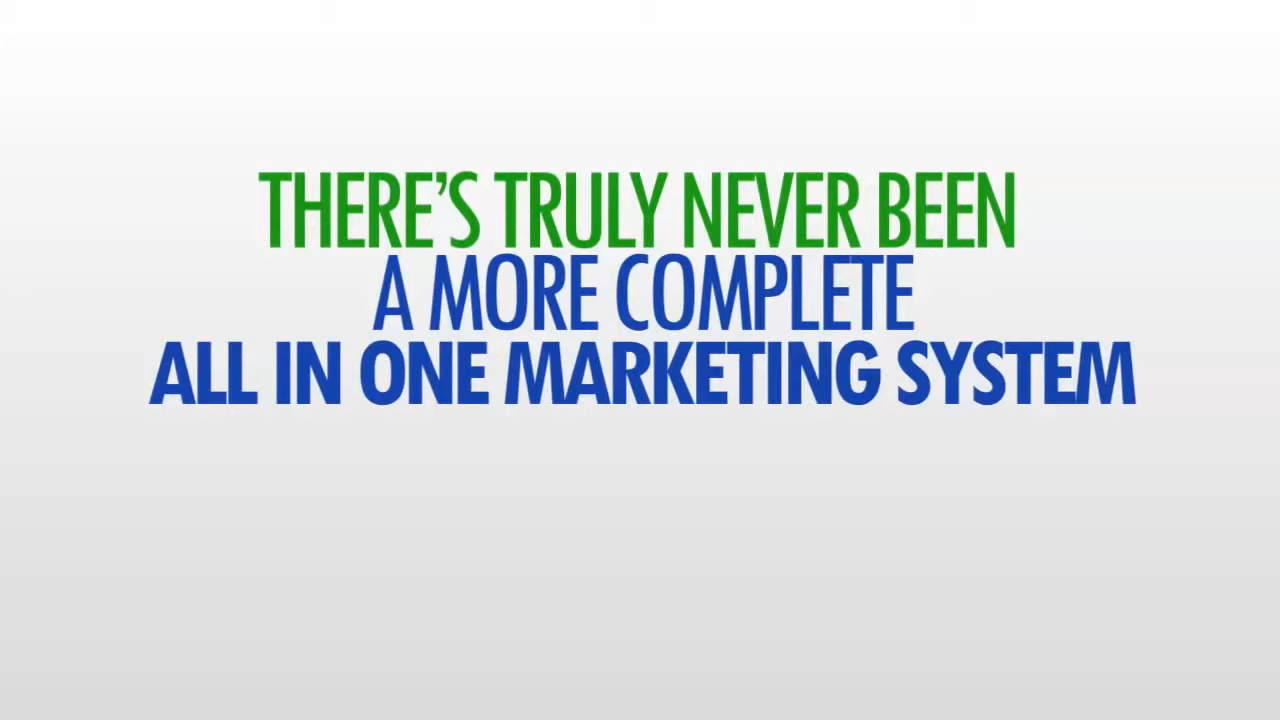 THERE’S TRULY NEVER BEEN
A MORE COMPLETE
ALL IN ONE MARKETING SYSTEM